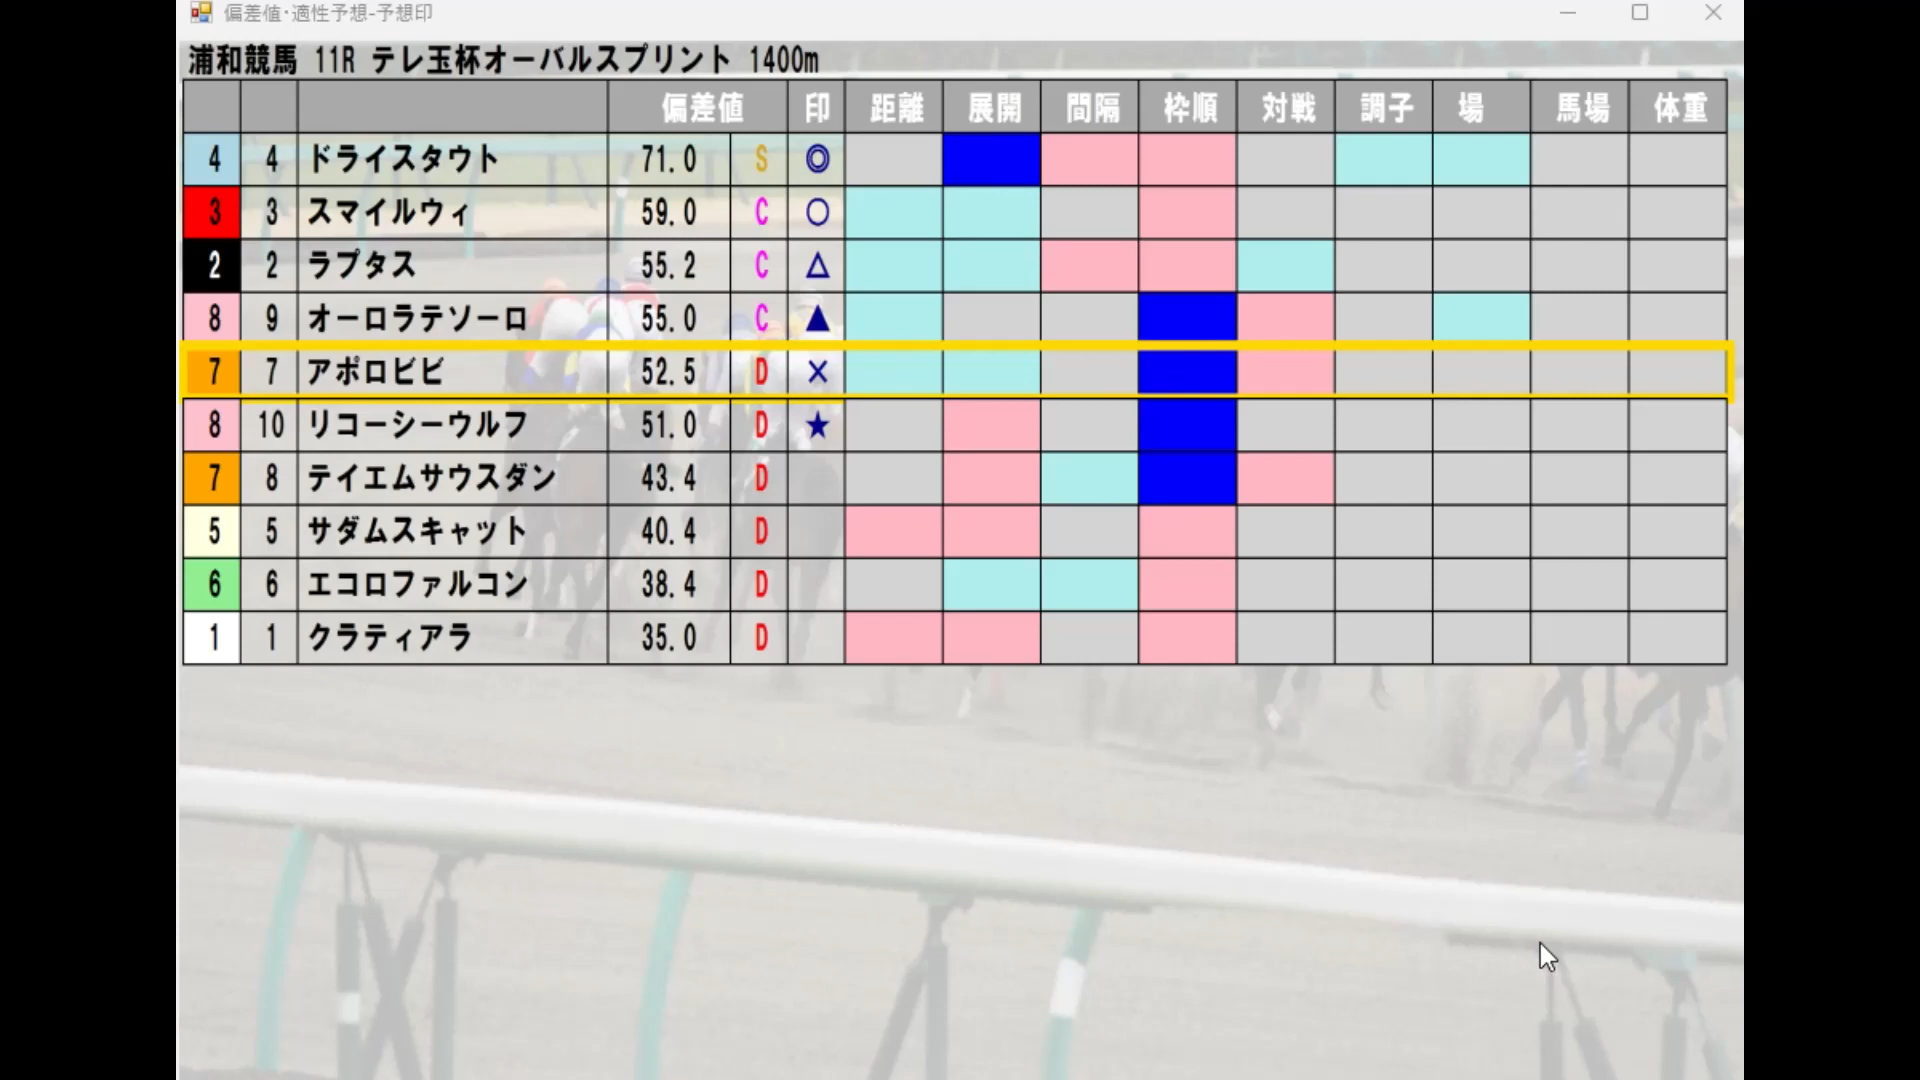 偏差値・適性予想-予想印
浦和競馬 11R テレ玉杯オーバルスプリント 1400m
偏差値 印 距離 展開 間隔 枠順 対戦 調子 場 馬場 体重
4 4 ドライスタウト 71.0 S ◎
3 3 スマイルウィ 59.0 C ○
2 2 ラプタス 55.2 C △
8 9 オーロラテソーロ 55.0 C ▲
7 7 アポロビビ 52.5 D ×
8 10 リコーシーウルフ 51.0 D ★
7 8 テイエムサウスダン 43.4 D
5 5 サダムスキャット 40.4 D
6 6 エコロファルコン 38.4 D
1 1 クラティアラ 35.0 D